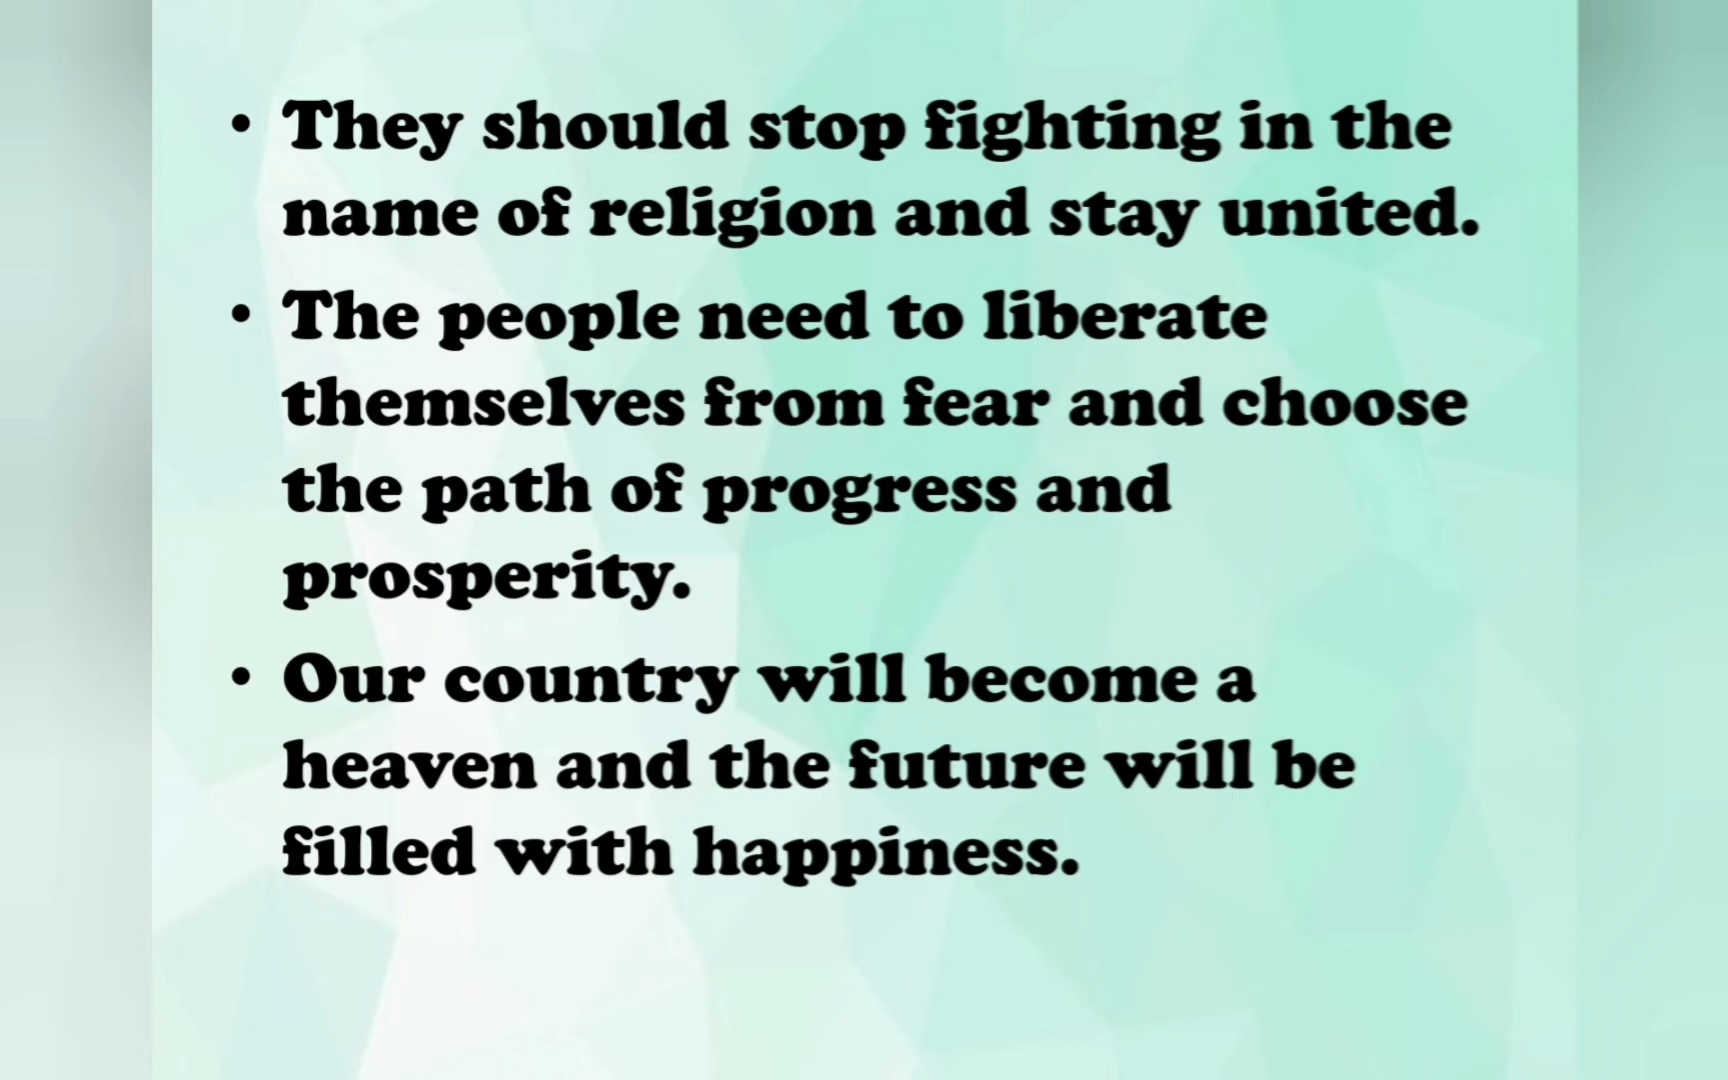 • They should stop fighting in the
name of religion and stay united.
• The people need to liberate
themselves from fear and choose
the path of progress and
prosperity.
• Our country will become a
heaven and the future will be
filled with happiness.